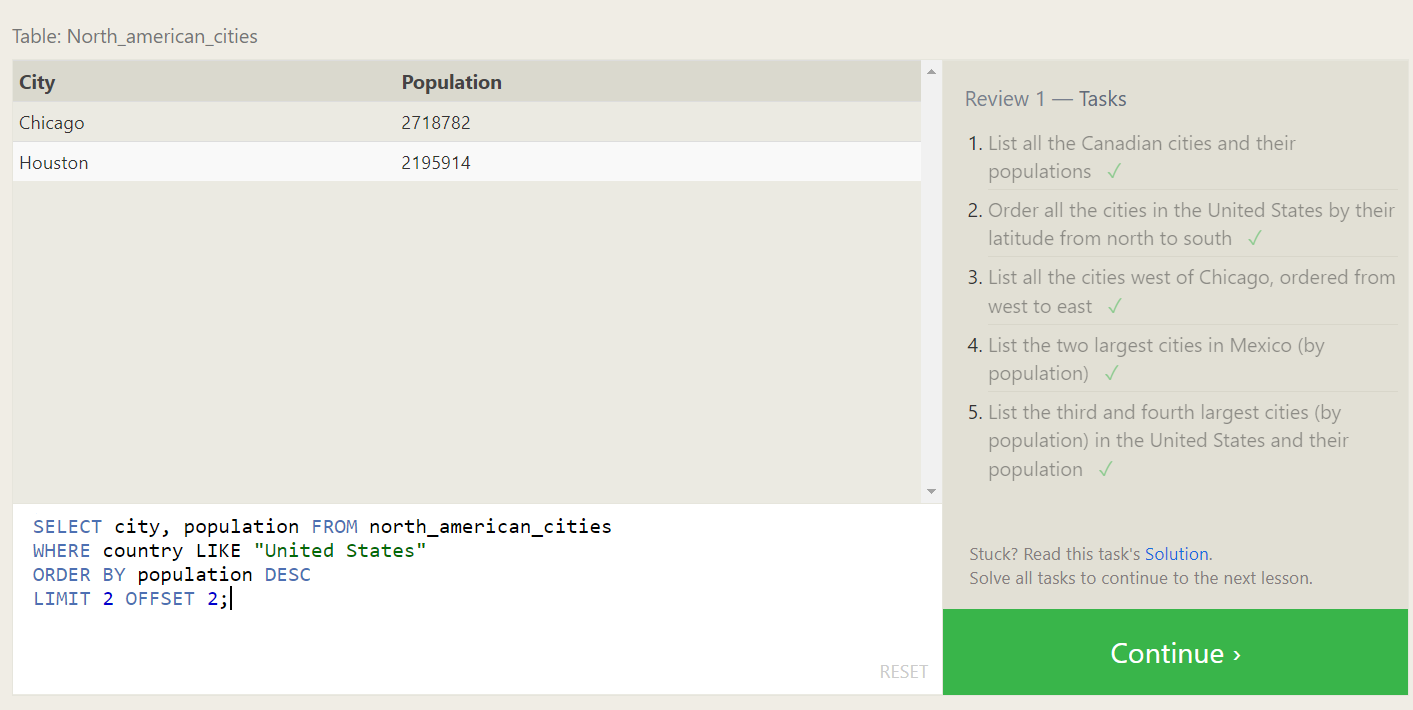 Table: North_american_cities
City Population
Chicago 2718782
Houston 2195914
SELECT city, population FROM north_american_cities
WHERE country LIKE "United States"
ORDER BY population DESC
LIMIT 2 OFFSET 2;
RESET
Review 1 — Tasks
1. List all the Canadian cities and their
populations ✓
2. Order all the cities in the United States by their
latitude from north to south ✓
3. List all the cities west of Chicago, ordered from
west to east ✓
4. List the two largest cities in Mexico (by
population) ✓
5. List the third and fourth largest cities (by
population) in the United States and their
population ✓
Stuck? Read this task's Solution.
Solve all tasks to continue to the next lesson.
Continue ›